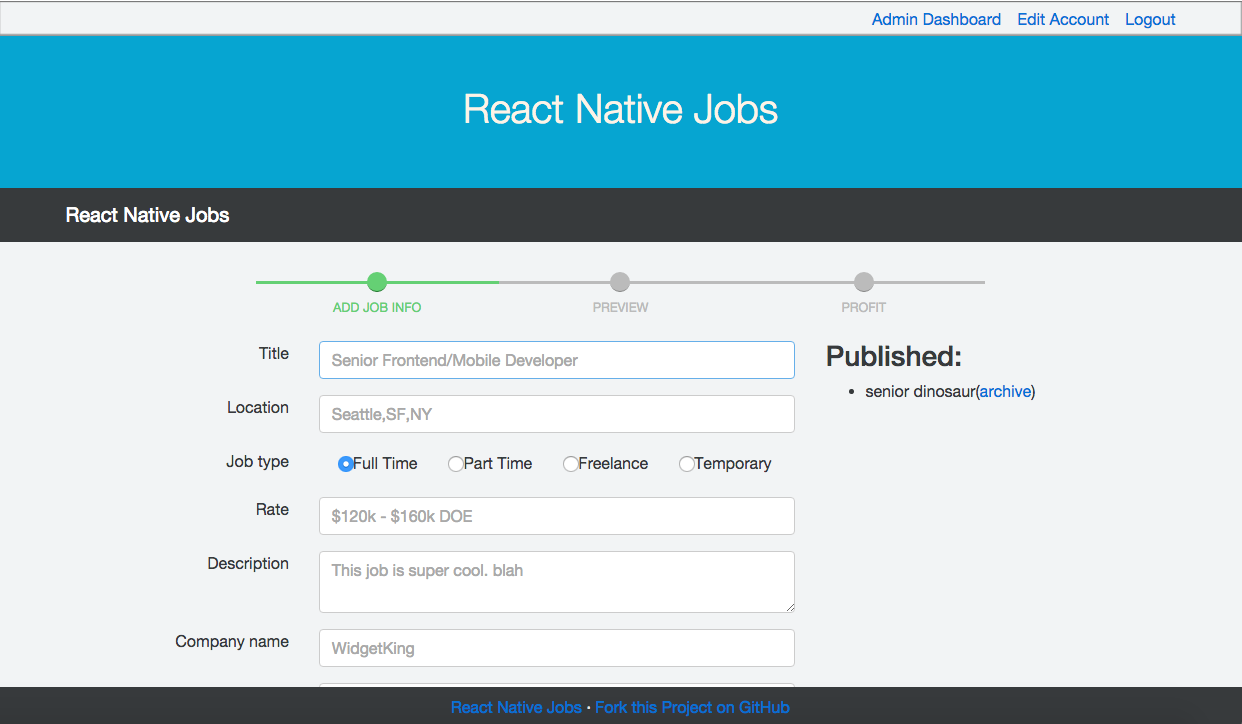 Admin Dashboard Edit Account Logout
React Native Jobs
React Native Jobs
ADD JOB INFO PREVIEW PROFIT
Title Senior Frontend/Mobile Developer
Location Seattle,SF,NY
Job type Full Time Part Time Freelance Temporary
Rate $120k - $160k DOE
Description This job is super cool. blah
Company name WidgetKing
Published:
• senior dinosaur(archive)
React Native Jobs · Fork this Project on GitHub